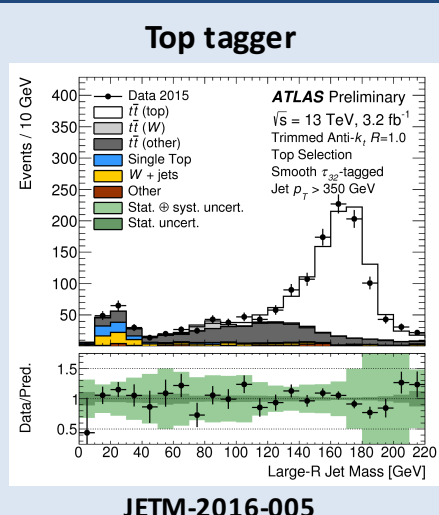 Top tagger
Events / 10 GeV
400
350
300
250
200
150
100
50
Data 2015
tt̄ (top)
tt̄ (W)
tt̄ (other)
Single Top
W + jets
Other
Stat. ⊕ syst. uncert.
Stat. uncert.
ATLAS Preliminary
√s = 13 TeV, 3.2 fb⁻¹
Trimmed Anti-kₜ R=1.0
Top Selection
Smooth τ₃₂-tagged
Jet p_T > 350 GeV
Data/Pred.
1.5
1
0.5
0 20 40 60 80 100 120 140 160 180 200 220
Large-R Jet Mass [GeV]
JETM-2016-005